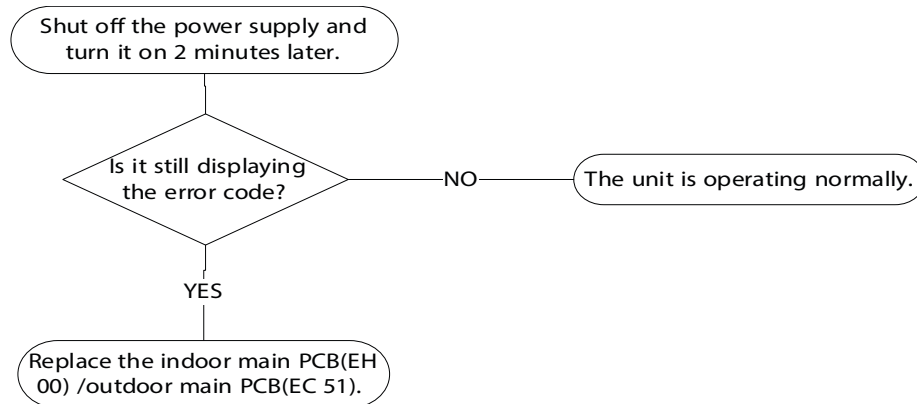 Shut off the power supply and
turn it on 2 minutes later.
Is it still displaying
the error code?
NO
The unit is operating normally.
YES
Replace the indoor main PCB(EH
00) /outdoor main PCB(EC 51).